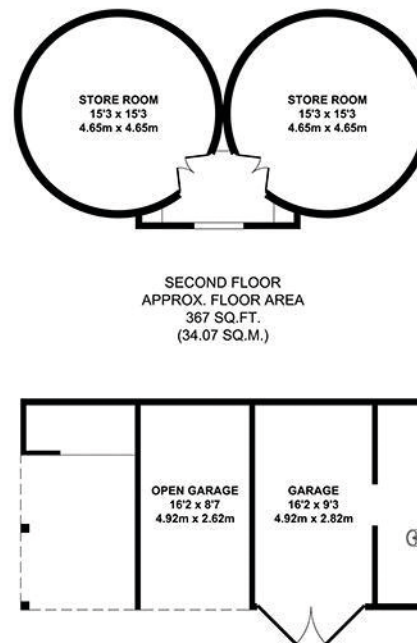 STORE ROOM
15'3 x 15'3
4.65m x 4.65m
STORE ROOM
15'3 x 15'3
4.65m x 4.65m
SECOND FLOOR
APPROX. FLOOR AREA
367 SQ.FT.
(34.07 SQ.M.)
OPEN GARAGE
16'2 x 8'7
4.92m x 2.62m
GARAGE
16'2 x 9'3
4.92m x 2.82m